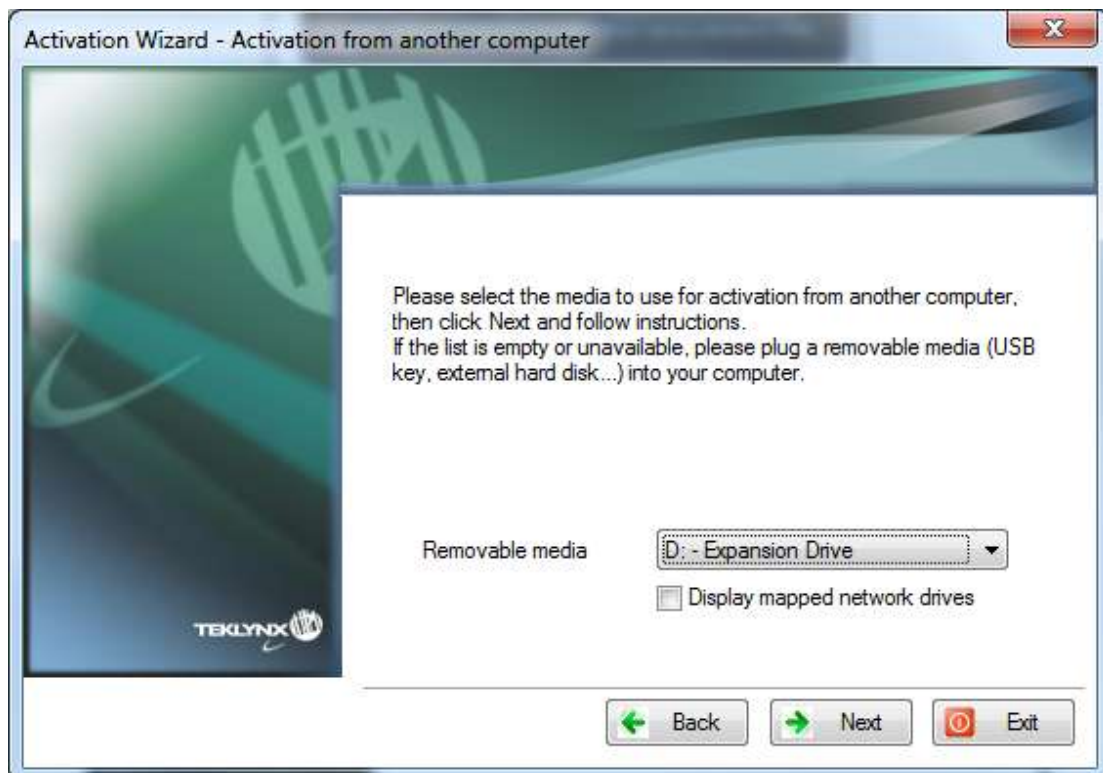 Activation Wizard - Activation from another computer
Please select the media to use for activation from another computer,
then click Next and follow instructions.
If the list is empty or unavailable, please plug a removable media (USB
key, external hard disk...) into your computer.
Removable media
D: - Expansion Drive
Display mapped network drives
TEKLYNX
Back
Next
Exit